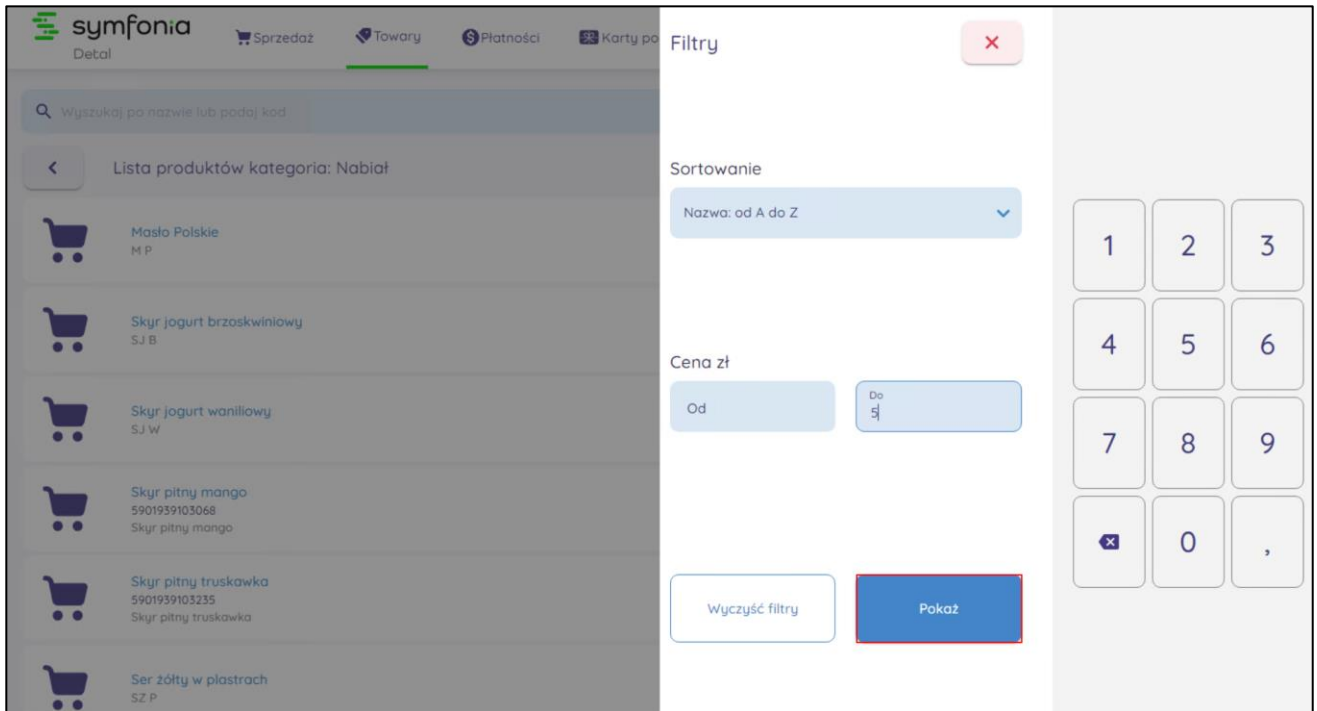 symfonia
Detal
Sprzedaż
Towary
Płatności
Karty po
Wyszukaj po nazwie lub podaj kod
Lista produktów kategoria: Nabiał
Masło Polskie
M P
Skyr jogurt brzoskwiniowy
SJ B
Skyr jogurt waniliowy
SJ W
Skyr pitny mango
5901939103068
Skyr pitny mango
Skyr pitny truskawka
5901939103235
Skyr pitny truskawka
Ser żółty w plastrach
SZ P
Filtry
Sortowanie
Nazwa: od A do Z
Cena zł
Od
Do
5
Wyczyść filtry
Pokaż
1 2 3
4 5 6
7 8 9
0 ,